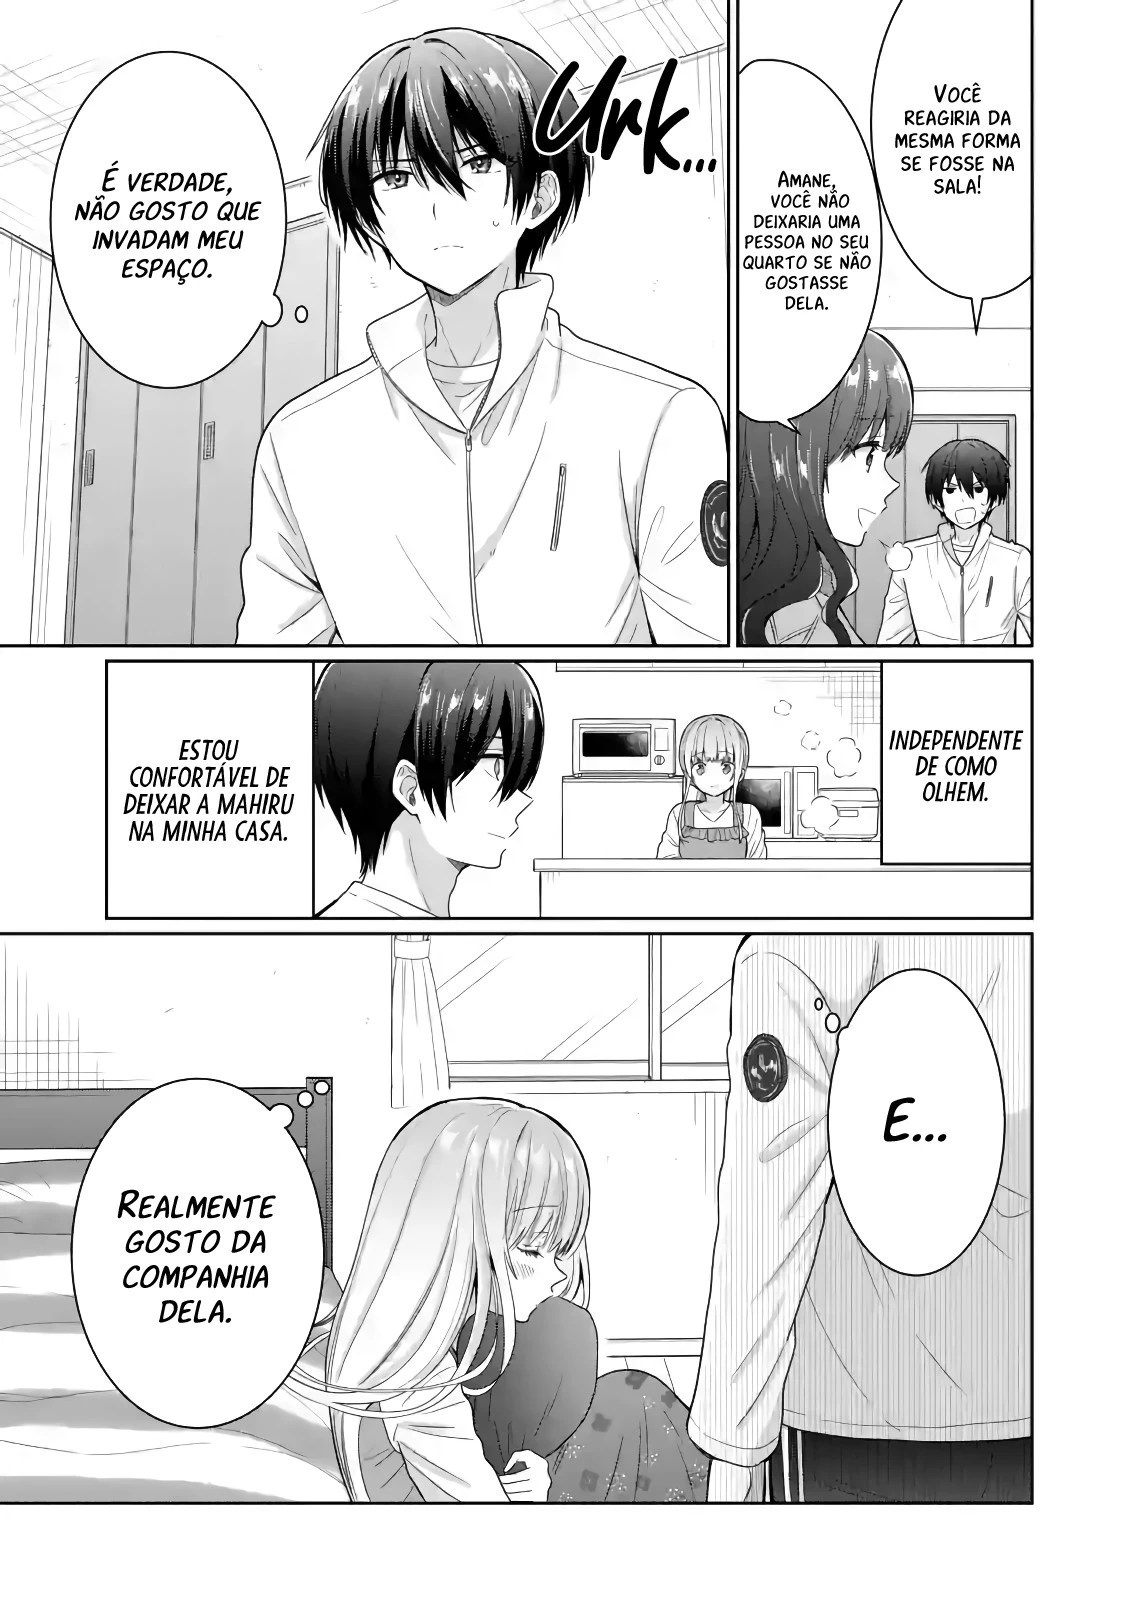 VOCÊ
REAGIRIA DA
MESMA FORMA
SE FOSSE NA
SALA!
AMANE,
VOCÊ NÃO
DEIXARIA UMA
PESSOA NO SEU
QUARTO SE NÃO
GOSTASSE
DELA.
Urk...
É VERDADE,
NÃO GOSTO QUE
INVADAM MEU
ESPAÇO.
INDEPENDENTE
DE COMO
OLHEM.
ESTOU
CONFORTÁVEL DE
DEIXAR A MAHIRU
NA MINHA CASA.
E...
REALMENTE
GOSTO DA
COMPANHIA
DELA.